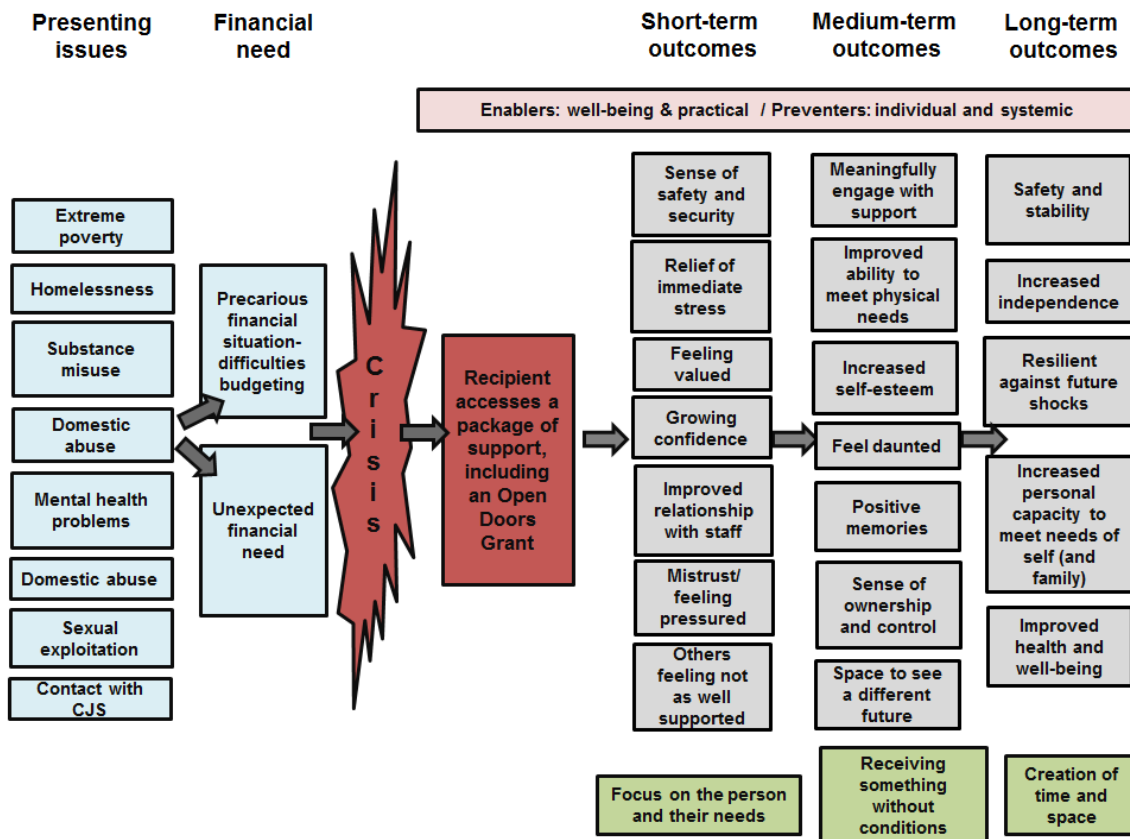 Presenting
issues
Financial
need
Short-term
outcomes
Medium-term
outcomes
Long-term
outcomes
Enablers: well-being & practical / Preventers: individual and systemic
Extreme
poverty
Homelessness
Substance
misuse
Domestic
abuse
Mental health
problems
Domestic abuse
Sexual
exploitation
Contact with
CJS
Precarious
financial
situation-
difficulties
budgeting
Unexpected
financial
need
Crisis
Recipient
accesses a
package of
support,
including
an Open
Doors
Grant
Sense of
safety and
security
Relief of
immediate
stress
Feeling
valued
Growing
confidence
Improved
relationship
with staff
Mistrust/
feeling
pressured
Others
feeling not
as well
supported
Focus on the person
and their needs
Meaningfully
engage with
support
Improved
ability to
meet physical
needs
Increased
self-esteem
Feel daunted
Positive
memories
Sense of
ownership
and control
Space to see
a different
future
Receiving
something
without
conditions
Safety and
stability
Increased
independence
Resilient
against future
shocks
Increased
personal
capacity to
meet needs of
self (and
family)
Improved
health and
well-being
Creation of
time and
space